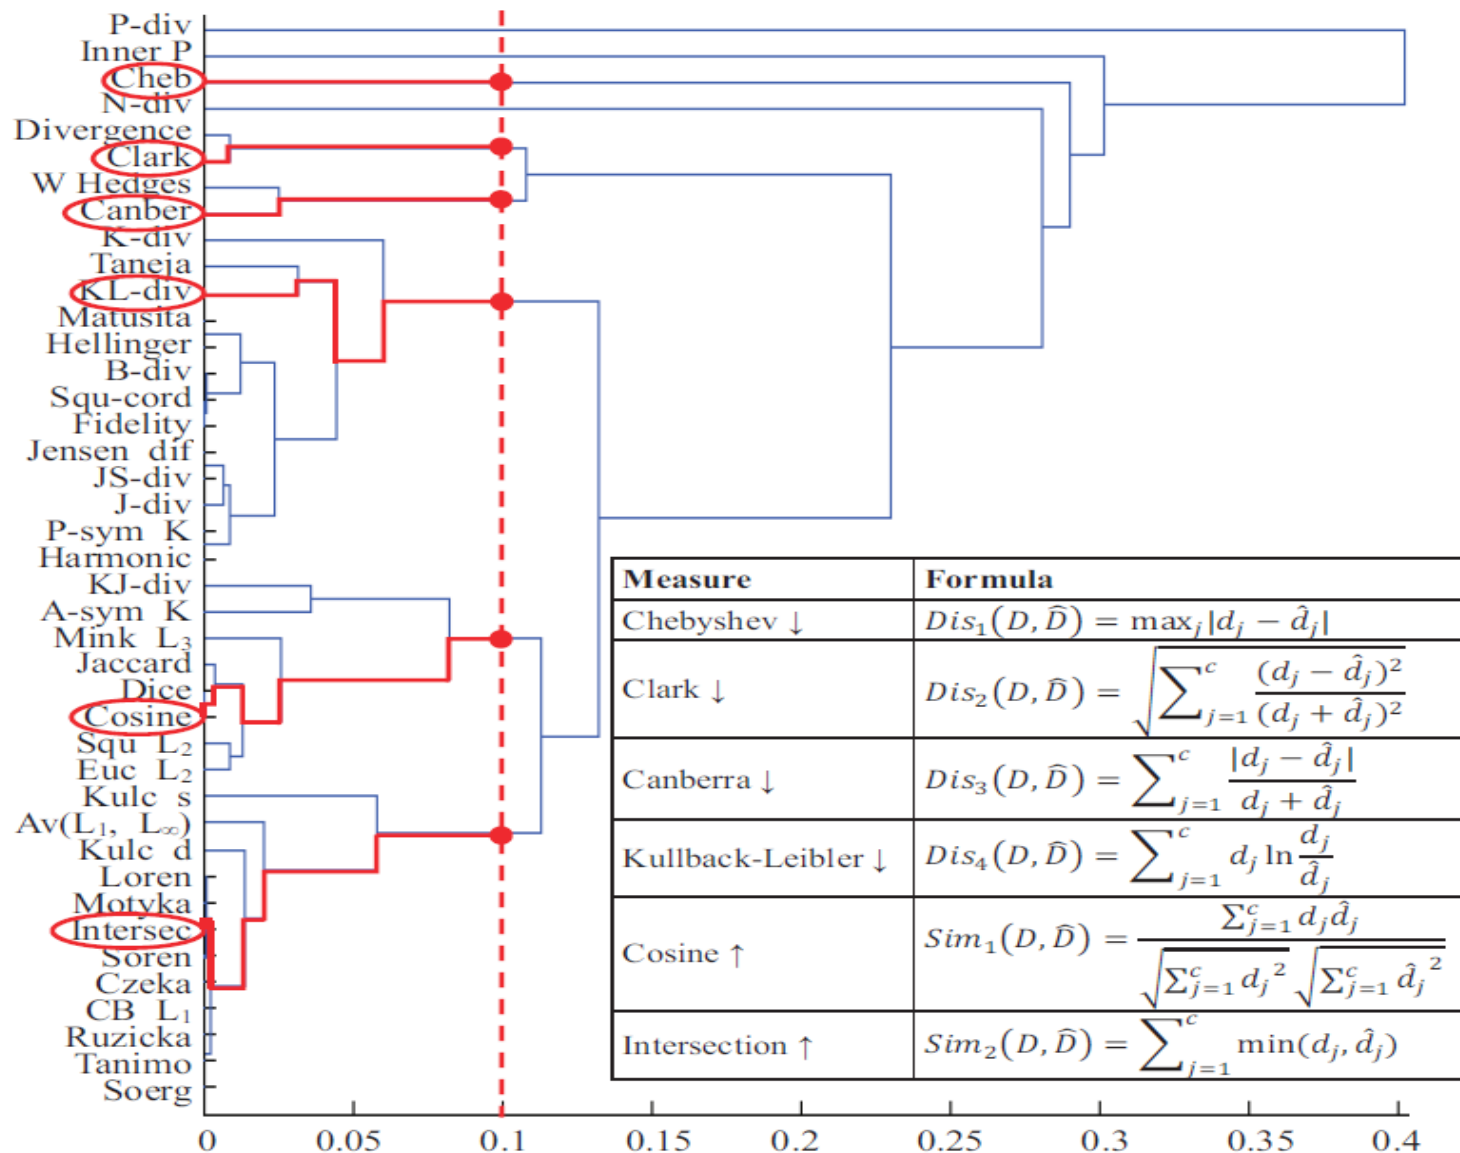 P-div
Inner P
Cheb
N-div
Divergence
Clark
W Hedges
Canber
K-div
Taneja
KL-div
Matusita
Hellinger
B-div
Squ-cord
Fidelity
Jensen dif
JS-div
J-div
P-sym K
Harmonic
KJ-div
A-sym K
Mink L₃
Jaccard
Dice
Cosine
Squ L₂
Euc L₂
Kulc s
Av(L₁, L∞)
Kulc d
Loren
Motyka
Intersec
Soren
Czeka
CB L₁
Ruzicka
Tanimo
Soerg
0 0.05 0.1 0.15 0.2 0.25 0.3 0.35 0.4
Measure Formula
Chebyshev ↓ Dis₁(D, D̂) = maxⱼ|dⱼ − d̂ⱼ|
Clark ↓ Dis₂(D, D̂) = √(∑ⱼ₌₁ᶜ (dⱼ − d̂ⱼ)² / (dⱼ + d̂ⱼ)²)
Canberra ↓ Dis₃(D, D̂) = ∑ⱼ₌₁ᶜ |dⱼ − d̂ⱼ| / (dⱼ + d̂ⱼ)
Kullback-Leibler ↓ Dis₄(D, D̂) = ∑ⱼ₌₁ᶜ dⱼ ln (dⱼ / d̂ⱼ)
Cosine ↑ Sim₁(D, D̂) = ∑ⱼ₌₁ᶜ dⱼd̂ⱼ / (√(∑ⱼ₌₁ᶜ dⱼ²) √(∑ⱼ₌₁ᶜ d̂ⱼ²))
Intersection ↑ Sim₂(D, D̂) = ∑ⱼ₌₁ᶜ min(dⱼ, d̂ⱼ)